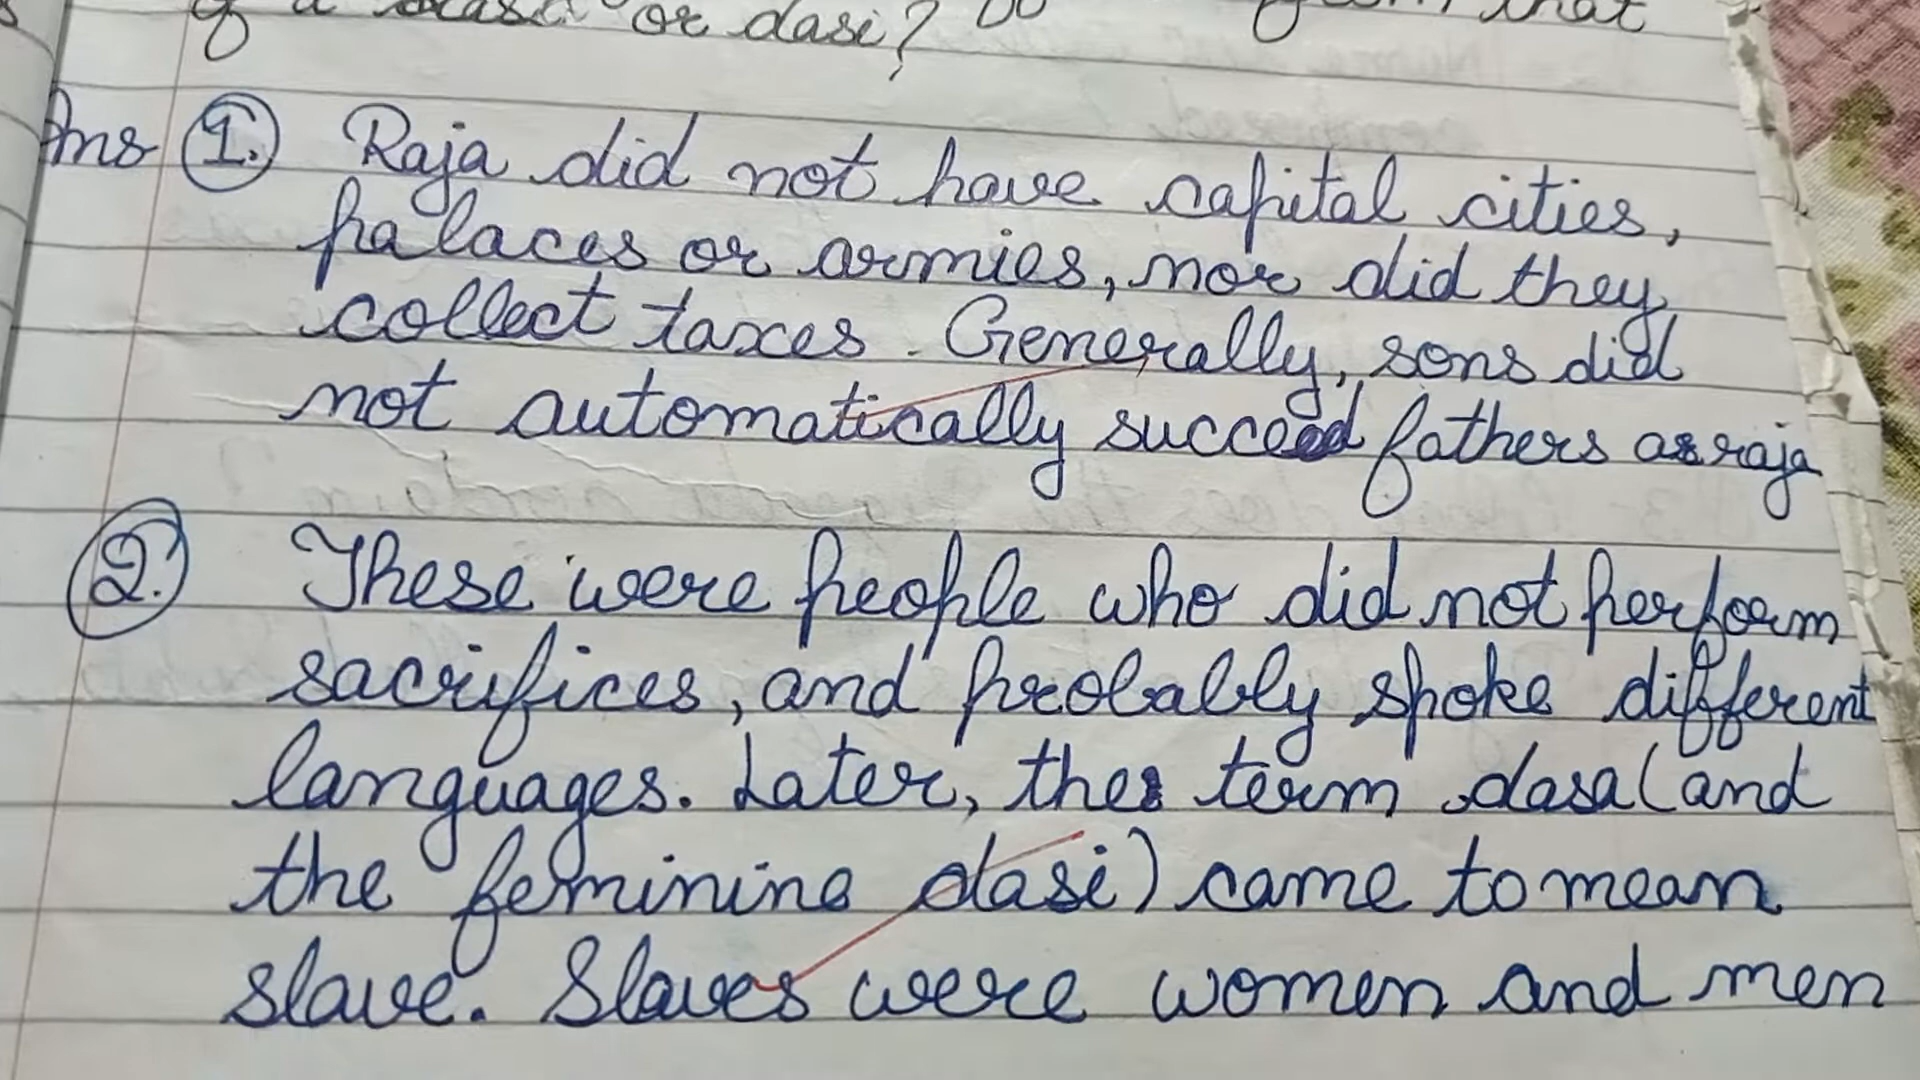 of a dasa or dasi? that
Ans 1. Raja did not have capital cities,
palaces or armies, nor did they
collect taxes. Generally, sons did
not automatically succeed fathers as raja
2. These were people who did not perform
sacrifices, and probably spoke different
languages. Later, the term dasa (and
the feminine dasi) came to mean
slave. Slaves were women and men